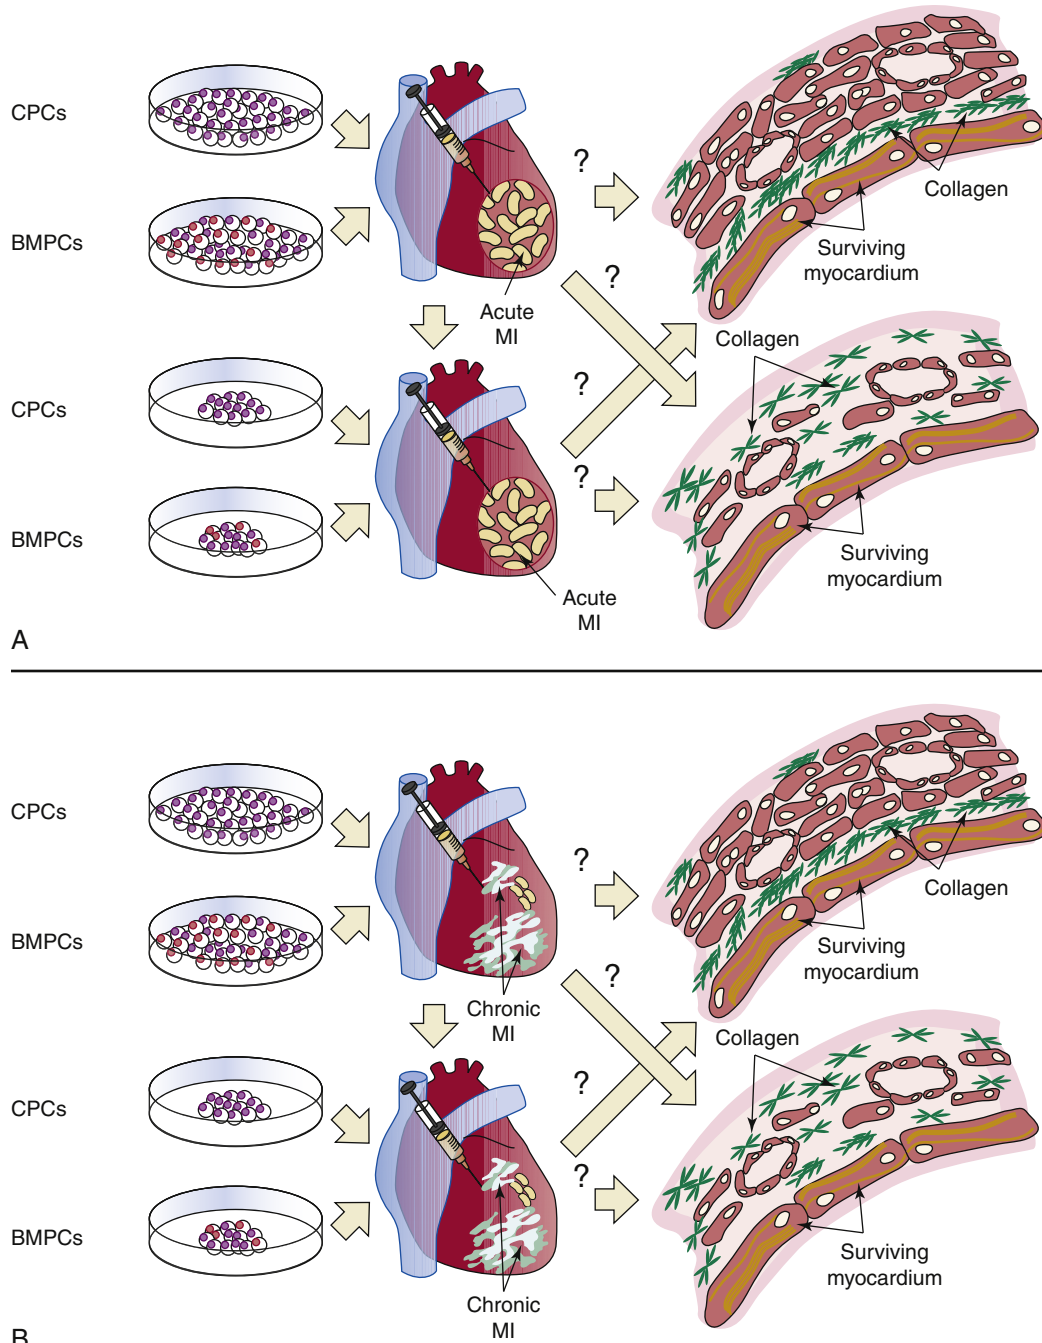 CPCs
?
Collagen
BMPCs
Surviving
myocardium
?
Acute
MI
Collagen
CPCs
?
?
BMPCs
Surviving
myocardium
Acute
MI
A
CPCs
?
Collagen
BMPCs
Surviving
myocardium
?
Chronic
MI
Collagen
CPCs
?
?
BMPCs
Surviving
myocardium
Chronic
MI
B